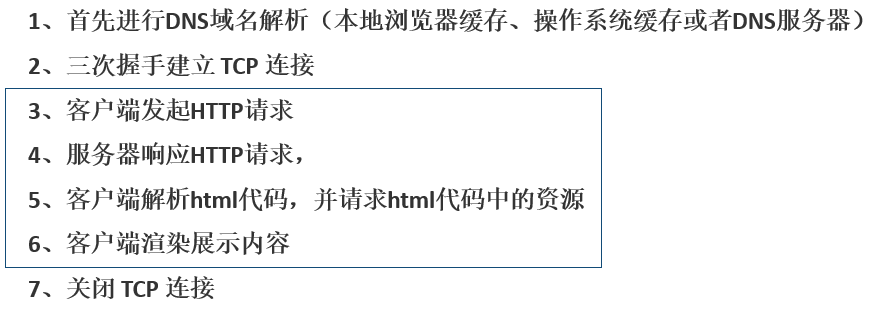 1、首先进行DNS域名解析（本地浏览器缓存、操作系统缓存或者DNS服务器）
2、三次握手建立 TCP 连接
3、客户端发起HTTP请求
4、服务器响应HTTP请求，
5、客户端解析html代码，并请求html代码中的资源
6、客户端渲染展示内容
7、关闭 TCP 连接